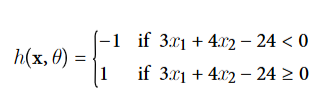 −1 if 3x₁ + 4x₂ − 24 < 0
h(x, θ) = {
1 if 3x₁ + 4x₂ − 24 ≥ 0